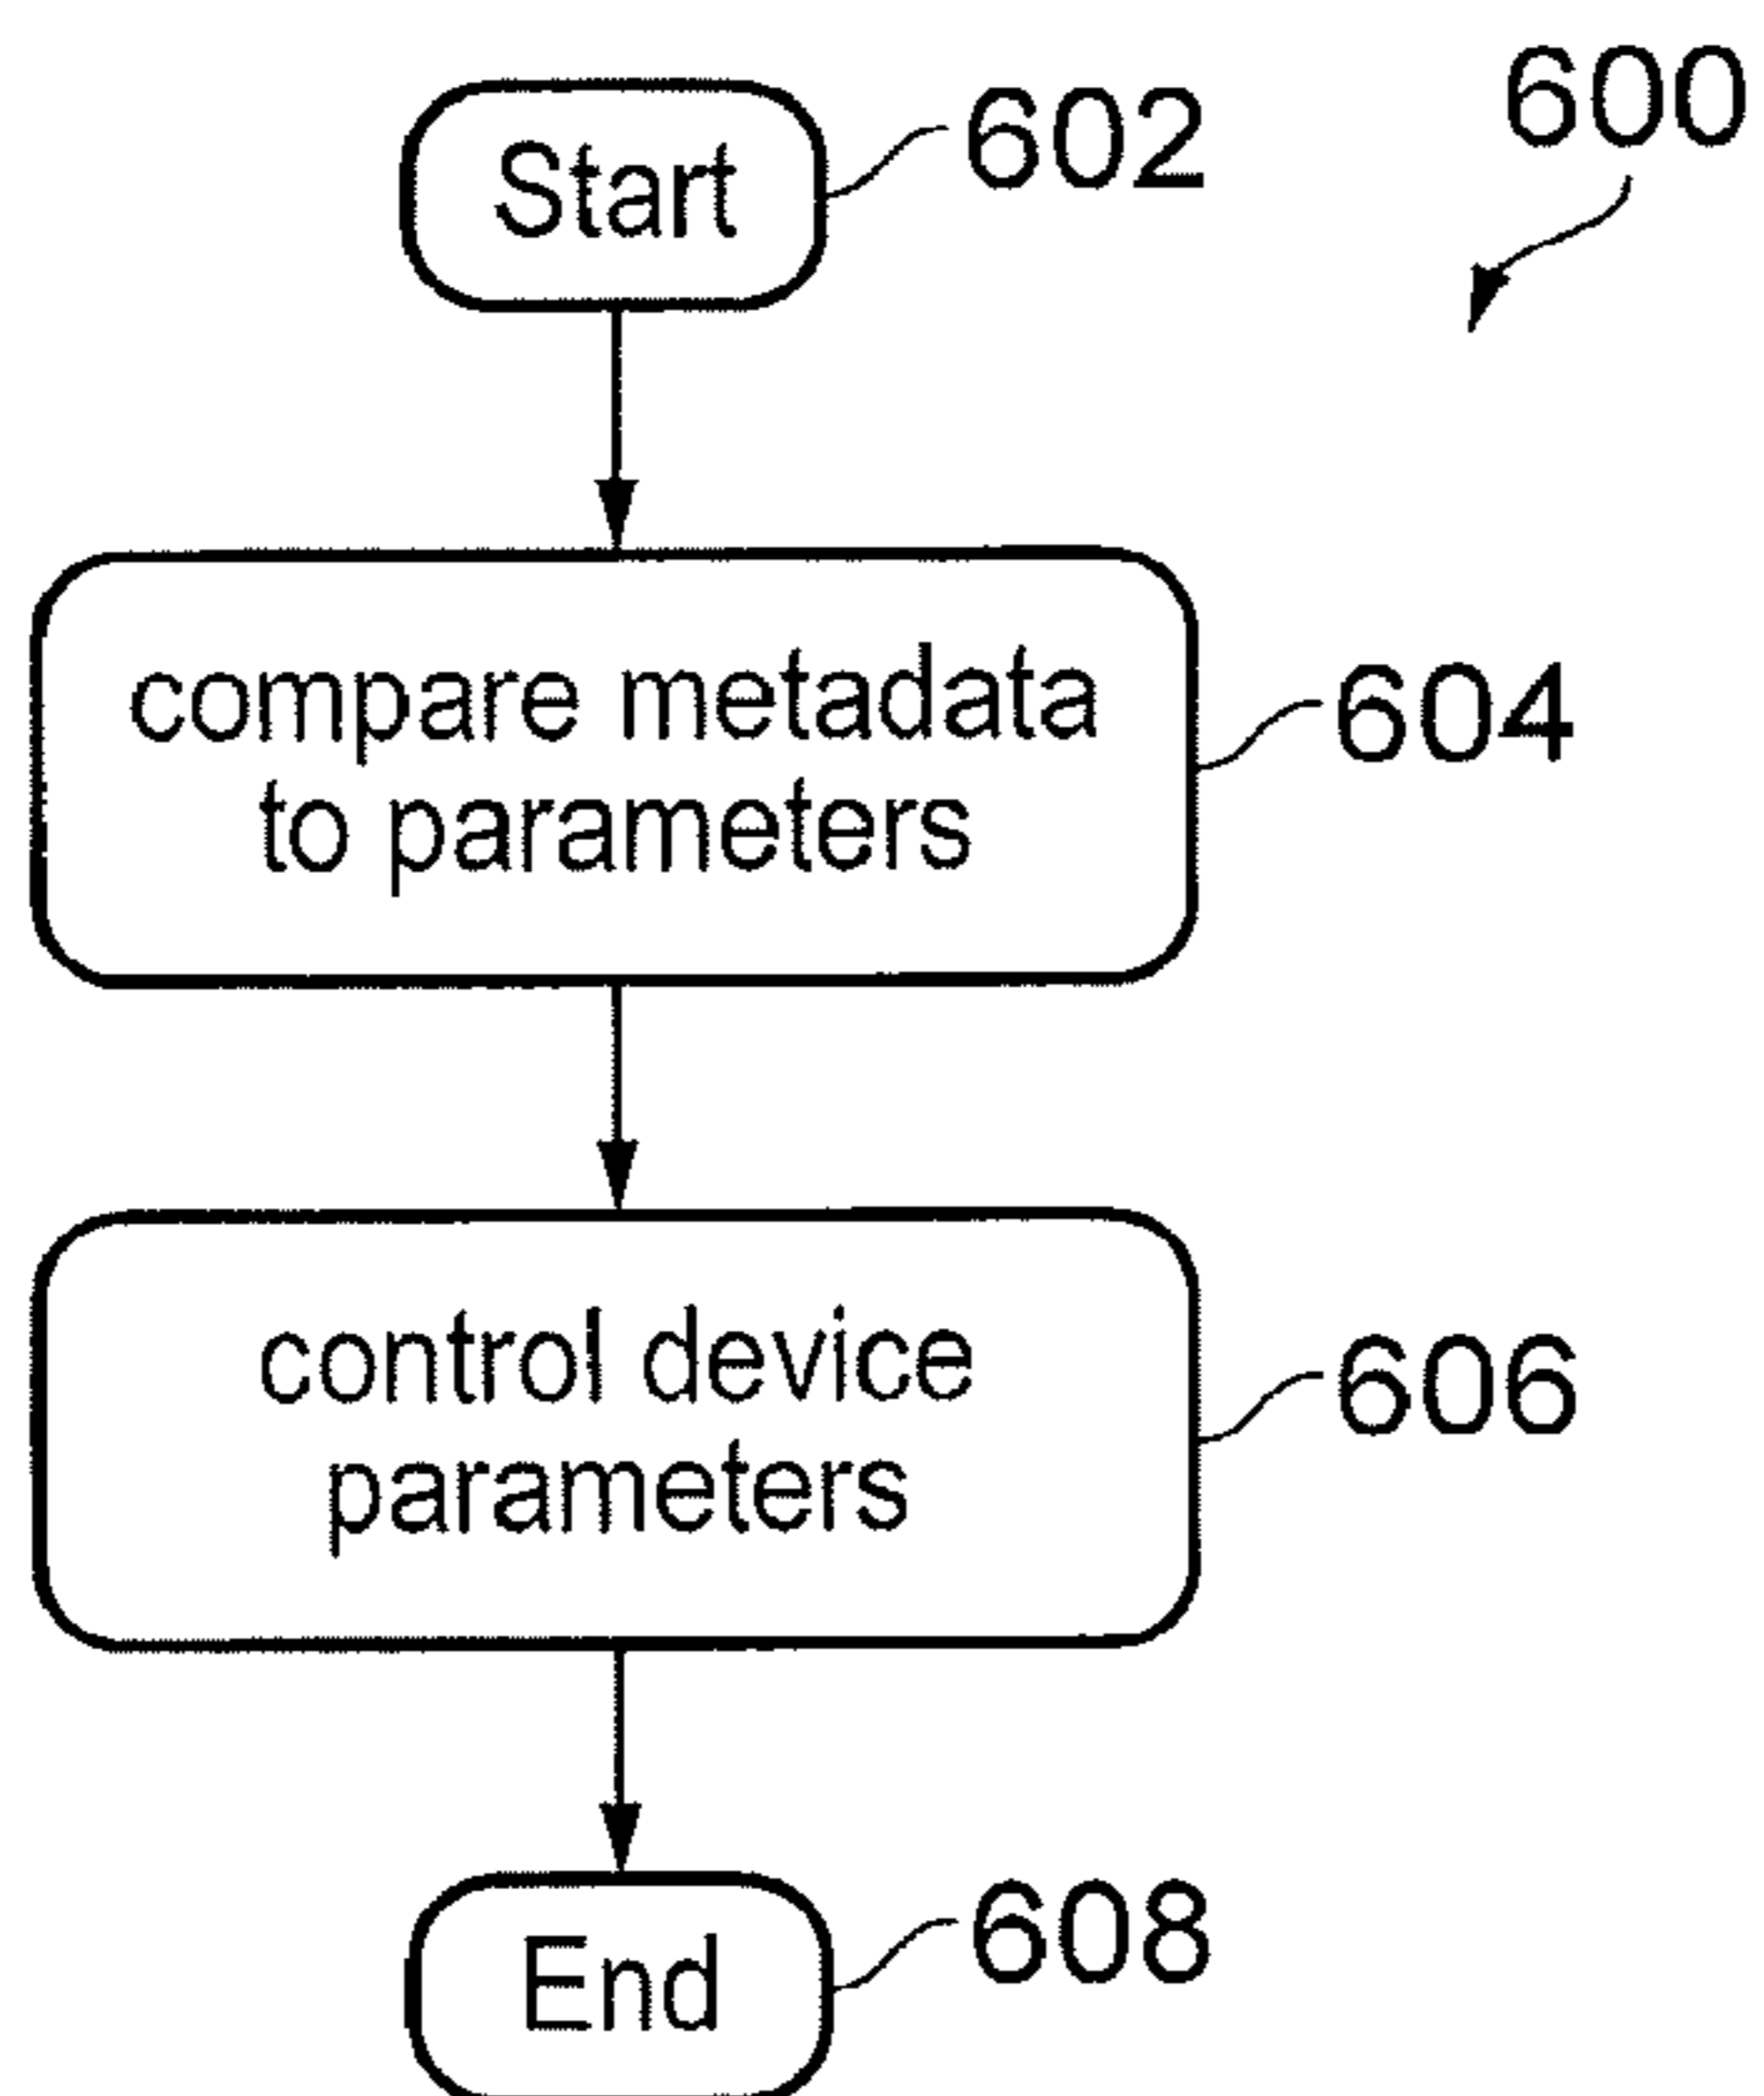 600
Start
602
compare metadata
to parameters
604
control device
parameters
606
End
608